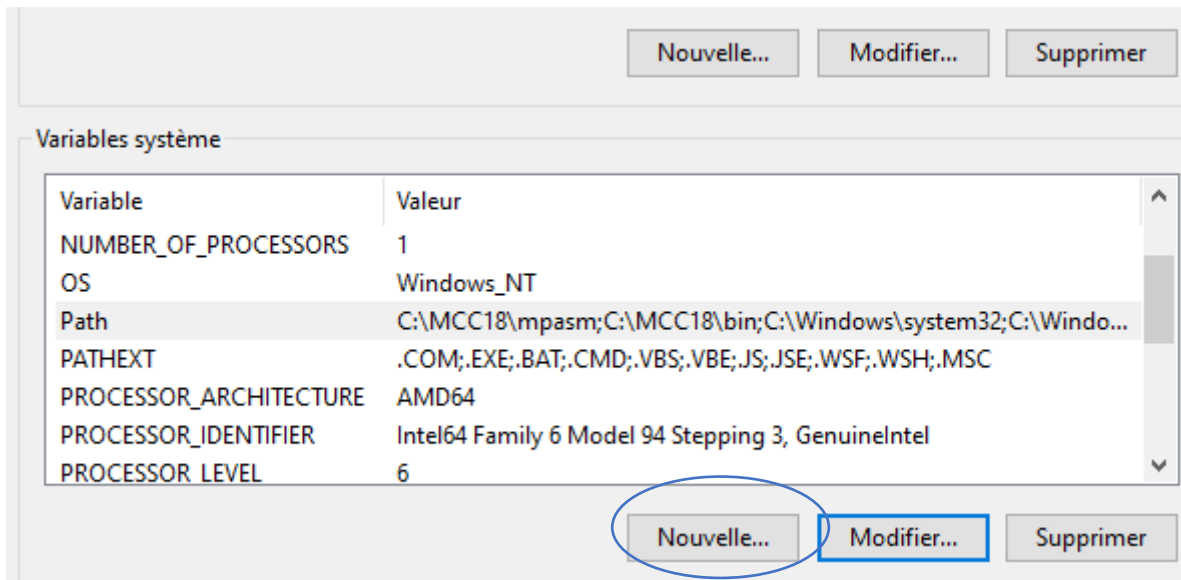 Nouvelle... Modifier... Supprimer
Variables système
Variable Valeur
NUMBER_OF_PROCESSORS 1
OS Windows_NT
Path C:\MCC18\mpasm;C:\MCC18\bin;C:\Windows\system32;C:\Windo...
PATHEXT .COM;.EXE;.BAT;.CMD;.VBS;.VBE;.JS;.JSE;.WSF;.WSH;.MSC
PROCESSOR_ARCHITECTURE AMD64
PROCESSOR_IDENTIFIER Intel64 Family 6 Model 94 Stepping 3, GenuineIntel
PROCESSOR_LEVEL 6
Nouvelle... Modifier... Supprimer